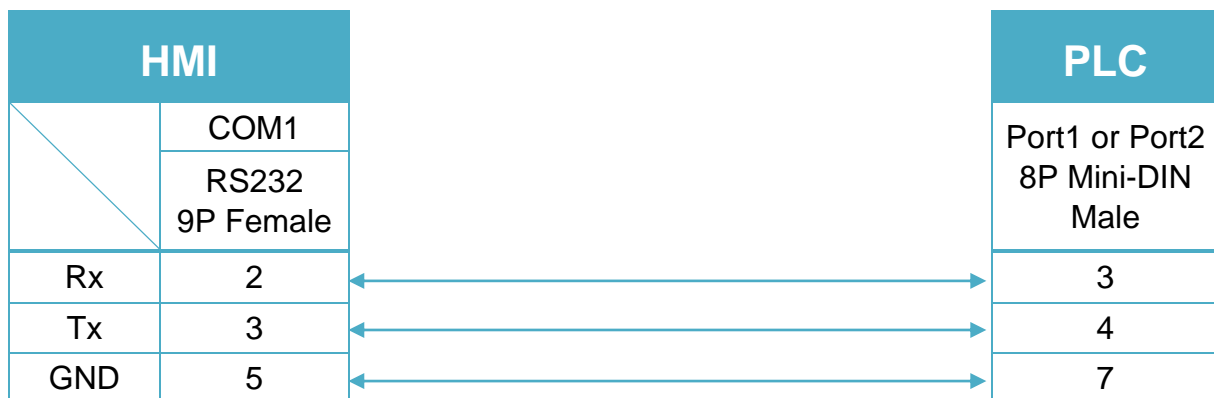 HMI
PLC
COM1
RS232
9P Female
Port1 or Port2
8P Mini-DIN
Male
Rx 2 3
Tx 3 4
GND 5 7